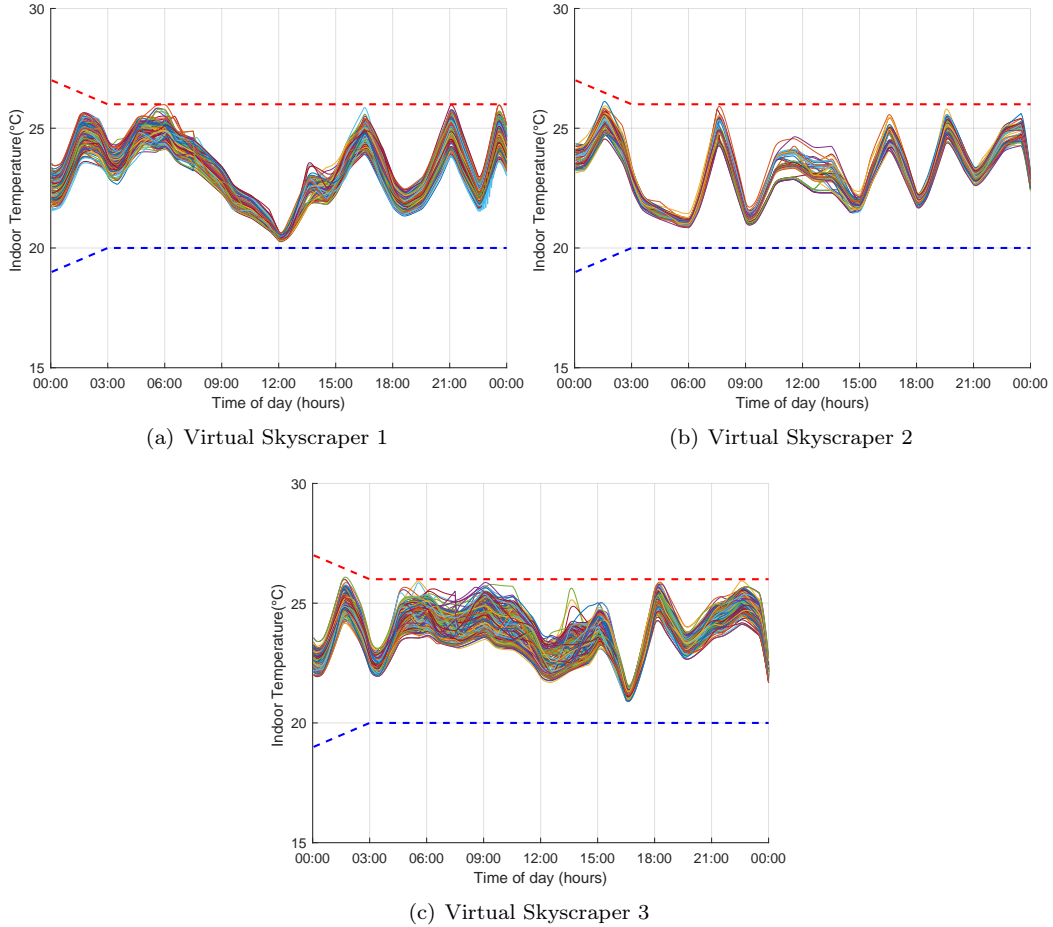 30
25
20
15
Indoor Temperature(°C)
00:00 03:00 06:00 09:00 12:00 15:00 18:00 21:00 00:00
Time of day (hours)
(a) Virtual Skyscraper 1
30
25
20
15
Indoor Temperature(°C)
00:00 03:00 06:00 09:00 12:00 15:00 18:00 21:00 00:00
Time of day (hours)
(b) Virtual Skyscraper 2
30
25
20
15
Indoor Temperature(°C)
00:00 03:00 06:00 09:00 12:00 15:00 18:00 21:00 00:00
Time of day (hours)
(c) Virtual Skyscraper 3